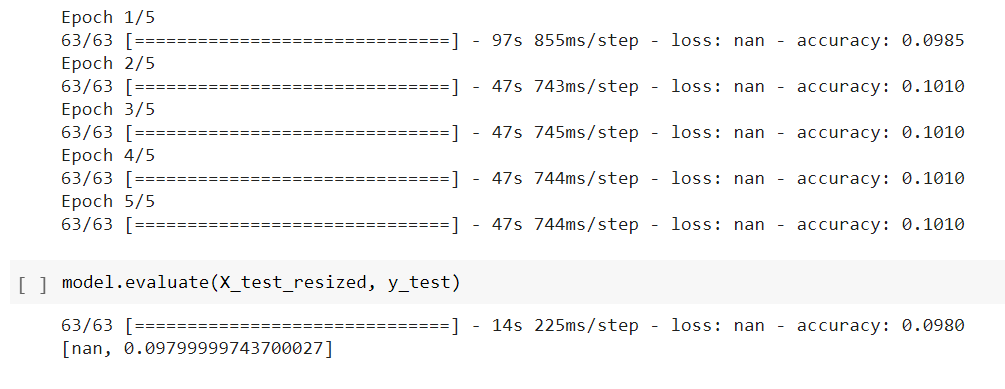 Epoch 1/5
63/63 [==============================] - 97s 855ms/step - loss: nan - accuracy: 0.0985
Epoch 2/5
63/63 [==============================] - 47s 743ms/step - loss: nan - accuracy: 0.1010
Epoch 3/5
63/63 [==============================] - 47s 745ms/step - loss: nan - accuracy: 0.1010
Epoch 4/5
63/63 [==============================] - 47s 744ms/step - loss: nan - accuracy: 0.1010
Epoch 5/5
63/63 [==============================] - 47s 744ms/step - loss: nan - accuracy: 0.1010
[ ] model.evaluate(X_test_resized, y_test)
63/63 [==============================] - 14s 225ms/step - loss: nan - accuracy: 0.0980
[nan, 0.09799999743700027]